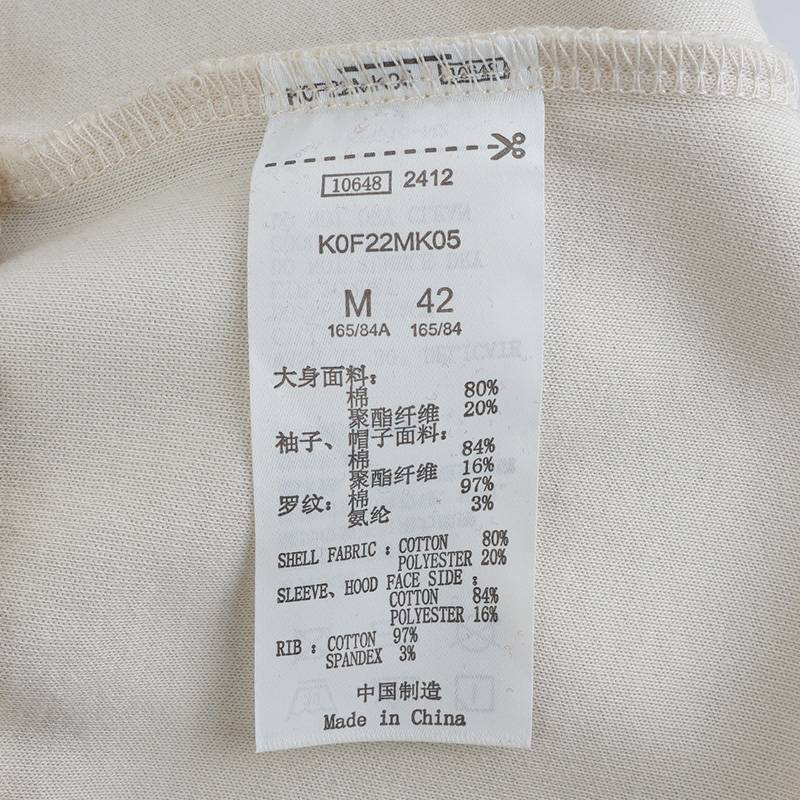 10648 2412
K0F22MK05
M 42
165/84A 165/84
大身面料：
棉 80%
聚酯纤维 20%
袖子、帽子面料：
棉 84%
聚酯纤维 16%
罗纹：棉 97%
氨纶 3%
SHELL FABRIC : COTTON 80%
POLYESTER 20%
SLEEVE、HOOD FACE SIDE :
COTTON 84%
POLYESTER 16%
RIB : COTTON 97%
SPANDEX 3%
中国制造
Made in China